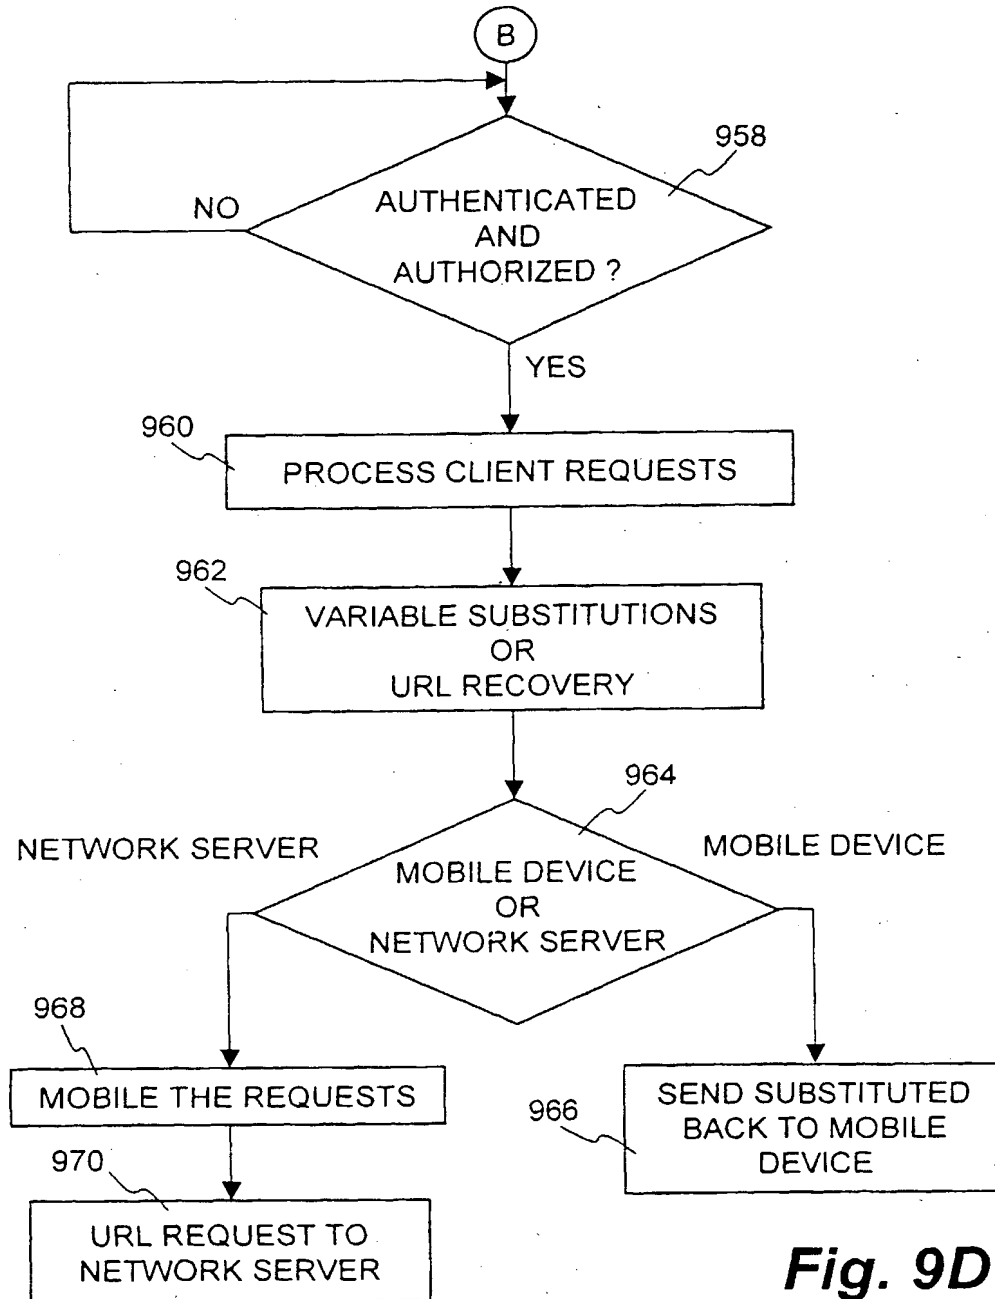 B
958
NO
AUTHENTICATED
AND
AUTHORIZED ?
YES
960
PROCESS CLIENT REQUESTS
962
VARIABLE SUBSTITUTIONS
OR
URL RECOVERY
964
NETWORK SERVER
MOBILE DEVICE
MOBILE DEVICE
OR
NETWORK SERVER
968
MOBILE THE REQUESTS
966
SEND SUBSTITUTED
BACK TO MOBILE
DEVICE
970
URL REQUEST TO
NETWORK SERVER
Fig. 9D